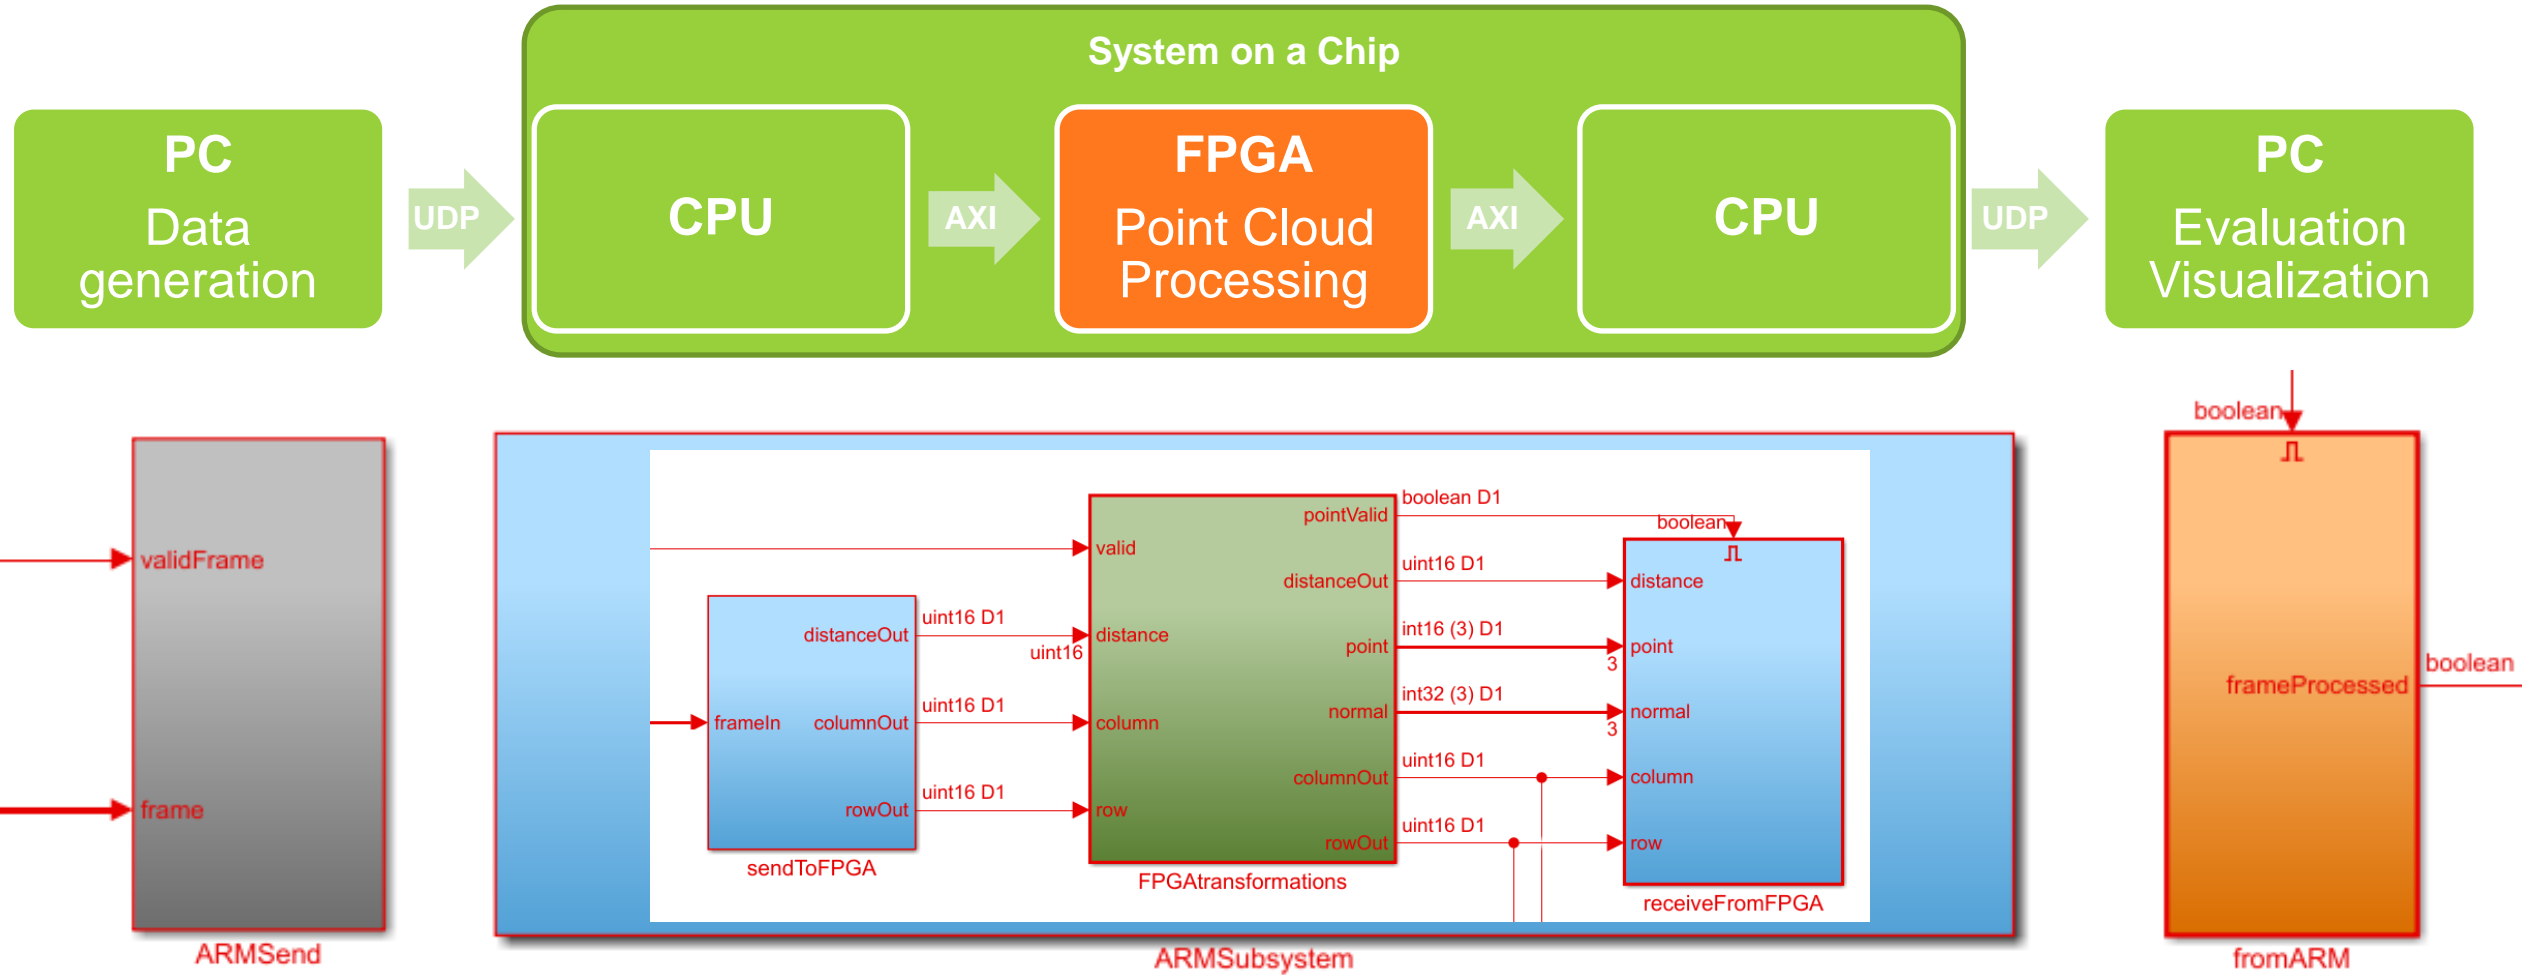 System on a Chip
PC
Data
generation
UDP
CPU
AXI
FPGA
Point Cloud
Processing
AXI
CPU
UDP
PC
Evaluation
Visualization
validFrame
frame
ARMSend
frameIn
distanceOut
columnOut
rowOut
sendToFPGA
uint16 D1
uint16
uint16 D1
uint16 D1
valid
distance
column
row
pointValid
distanceOut
point
normal
columnOut
rowOut
FPGAtransformations
boolean D1
boolean
uint16 D1
int16 (3) D1
3
int32 (3) D1
3
uint16 D1
uint16 D1
distance
point
normal
column
row
receiveFromFPGA
ARMSubsystem
boolean
frameProcessed
boolean
fromARM